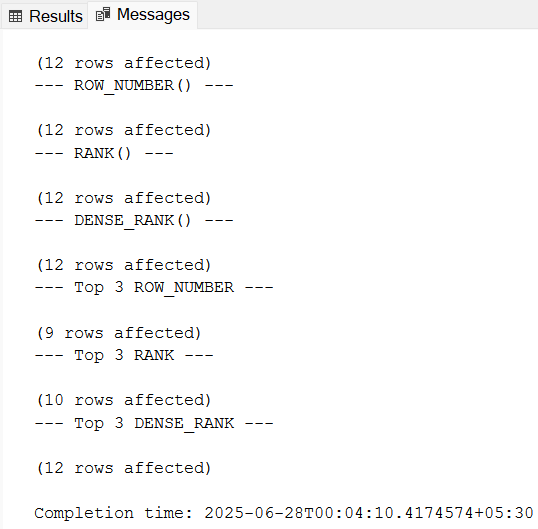 Results Messages
(12 rows affected)
--- ROW_NUMBER() ---
(12 rows affected)
--- RANK() ---
(12 rows affected)
--- DENSE_RANK() ---
(12 rows affected)
--- Top 3 ROW_NUMBER ---
(9 rows affected)
--- Top 3 RANK ---
(10 rows affected)
--- Top 3 DENSE_RANK ---
(12 rows affected)
Completion time: 2025-06-28T00:04:10.4174574+05:30